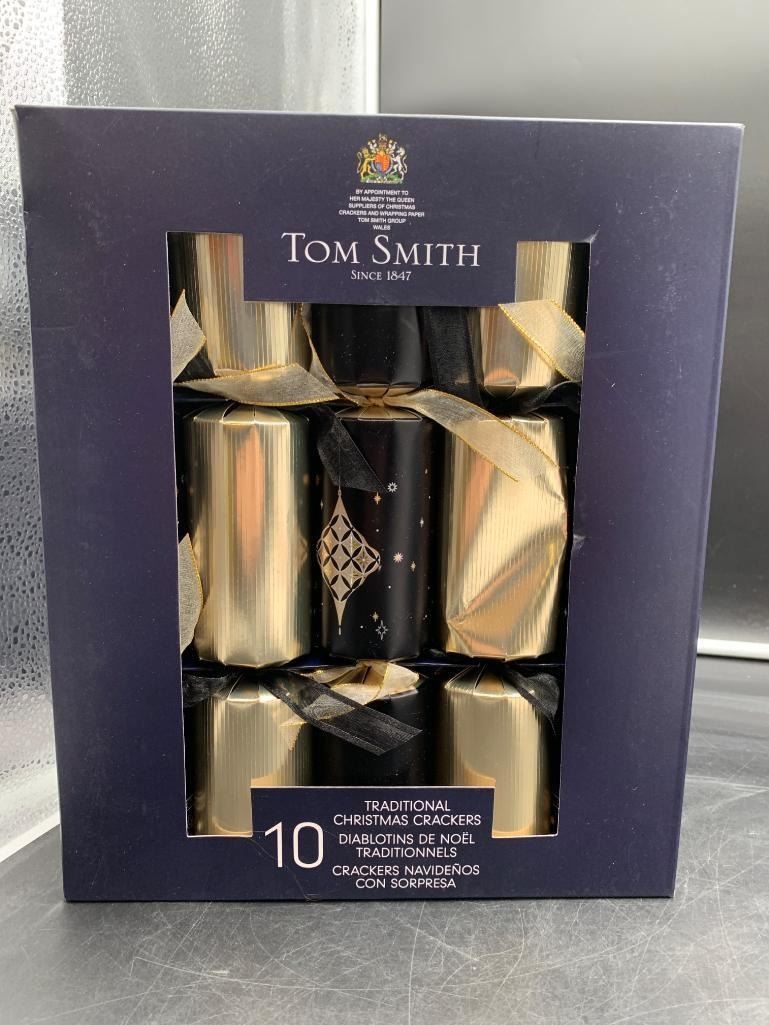 BY APPOINTMENT TO
HER MAJESTY THE QUEEN
SUPPLIERS OF CHRISTMAS
CRACKERS AND WRAPPING PAPER
TOM SMITH GROUP
WALES
TOM SMITH
SINCE 1847
10
TRADITIONAL
CHRISTMAS CRACKERS
DIABLOTINS DE NOËL
TRADITIONNELS
CRACKERS NAVIDEÑOS
CON SORPRESA